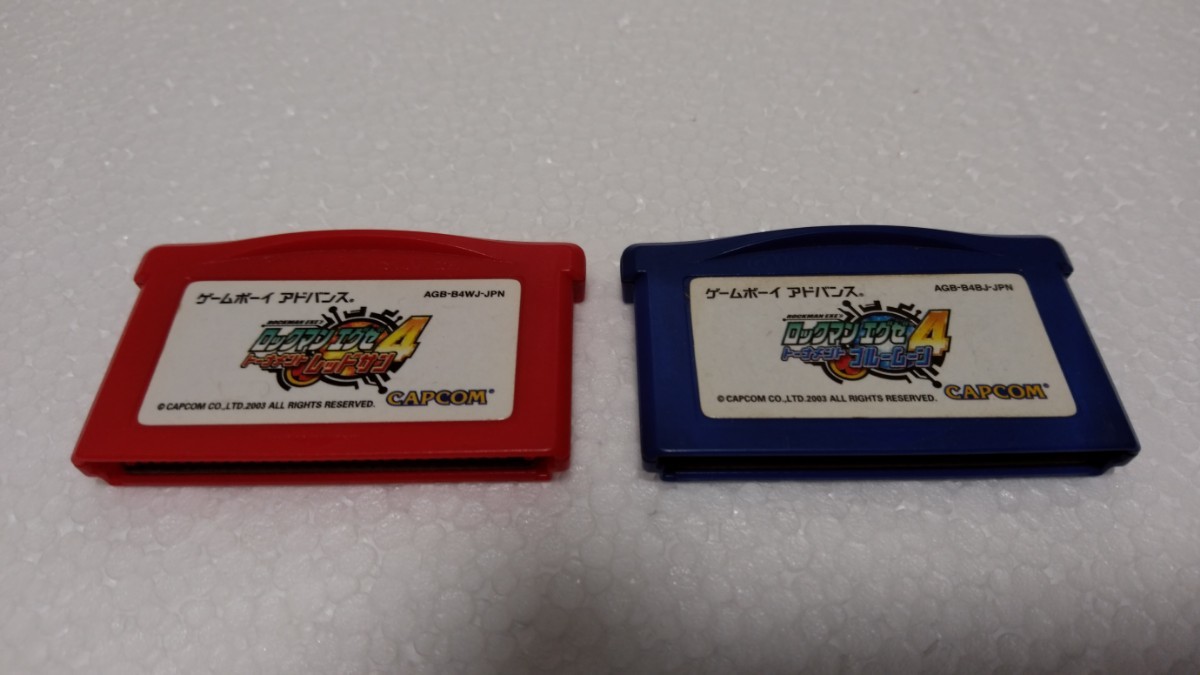 ゲームボーイ アドバンス®
AGB-B4WJ-JPN
ROCKMAN EXE4
ロックマン エグゼ4
トーナメント レッドサン
© CAPCOM CO.,LTD.2003 ALL RIGHTS RESERVED.
CAPCOM®
ゲームボーイ アドバンス®
AGB-B4BJ-JPN
ROCKMAN EXE4
ロックマン エグゼ4
トーナメント ブルームーン
© CAPCOM CO.,LTD.2003 ALL RIGHTS RESERVED.
CAPCOM®